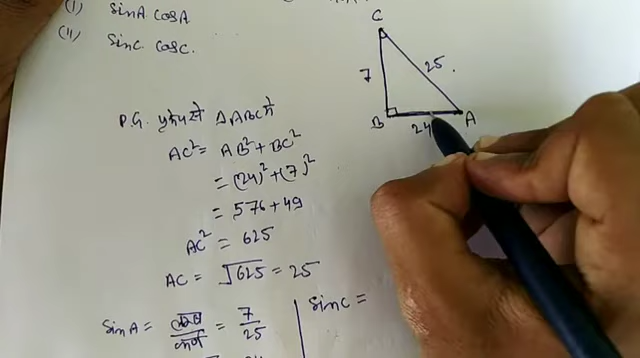 (i) sinA cosA
(ii) sinC cosC.
C
7
25.
B
24
A
P.G. प्रमेय से ΔABC में
AC² = AB² + BC²
= (24)² + (7)²
= 576 + 49
AC² = 625
AC = √625 = 25
sinA = लम्ब/कर्ण = 7/25
sinC =